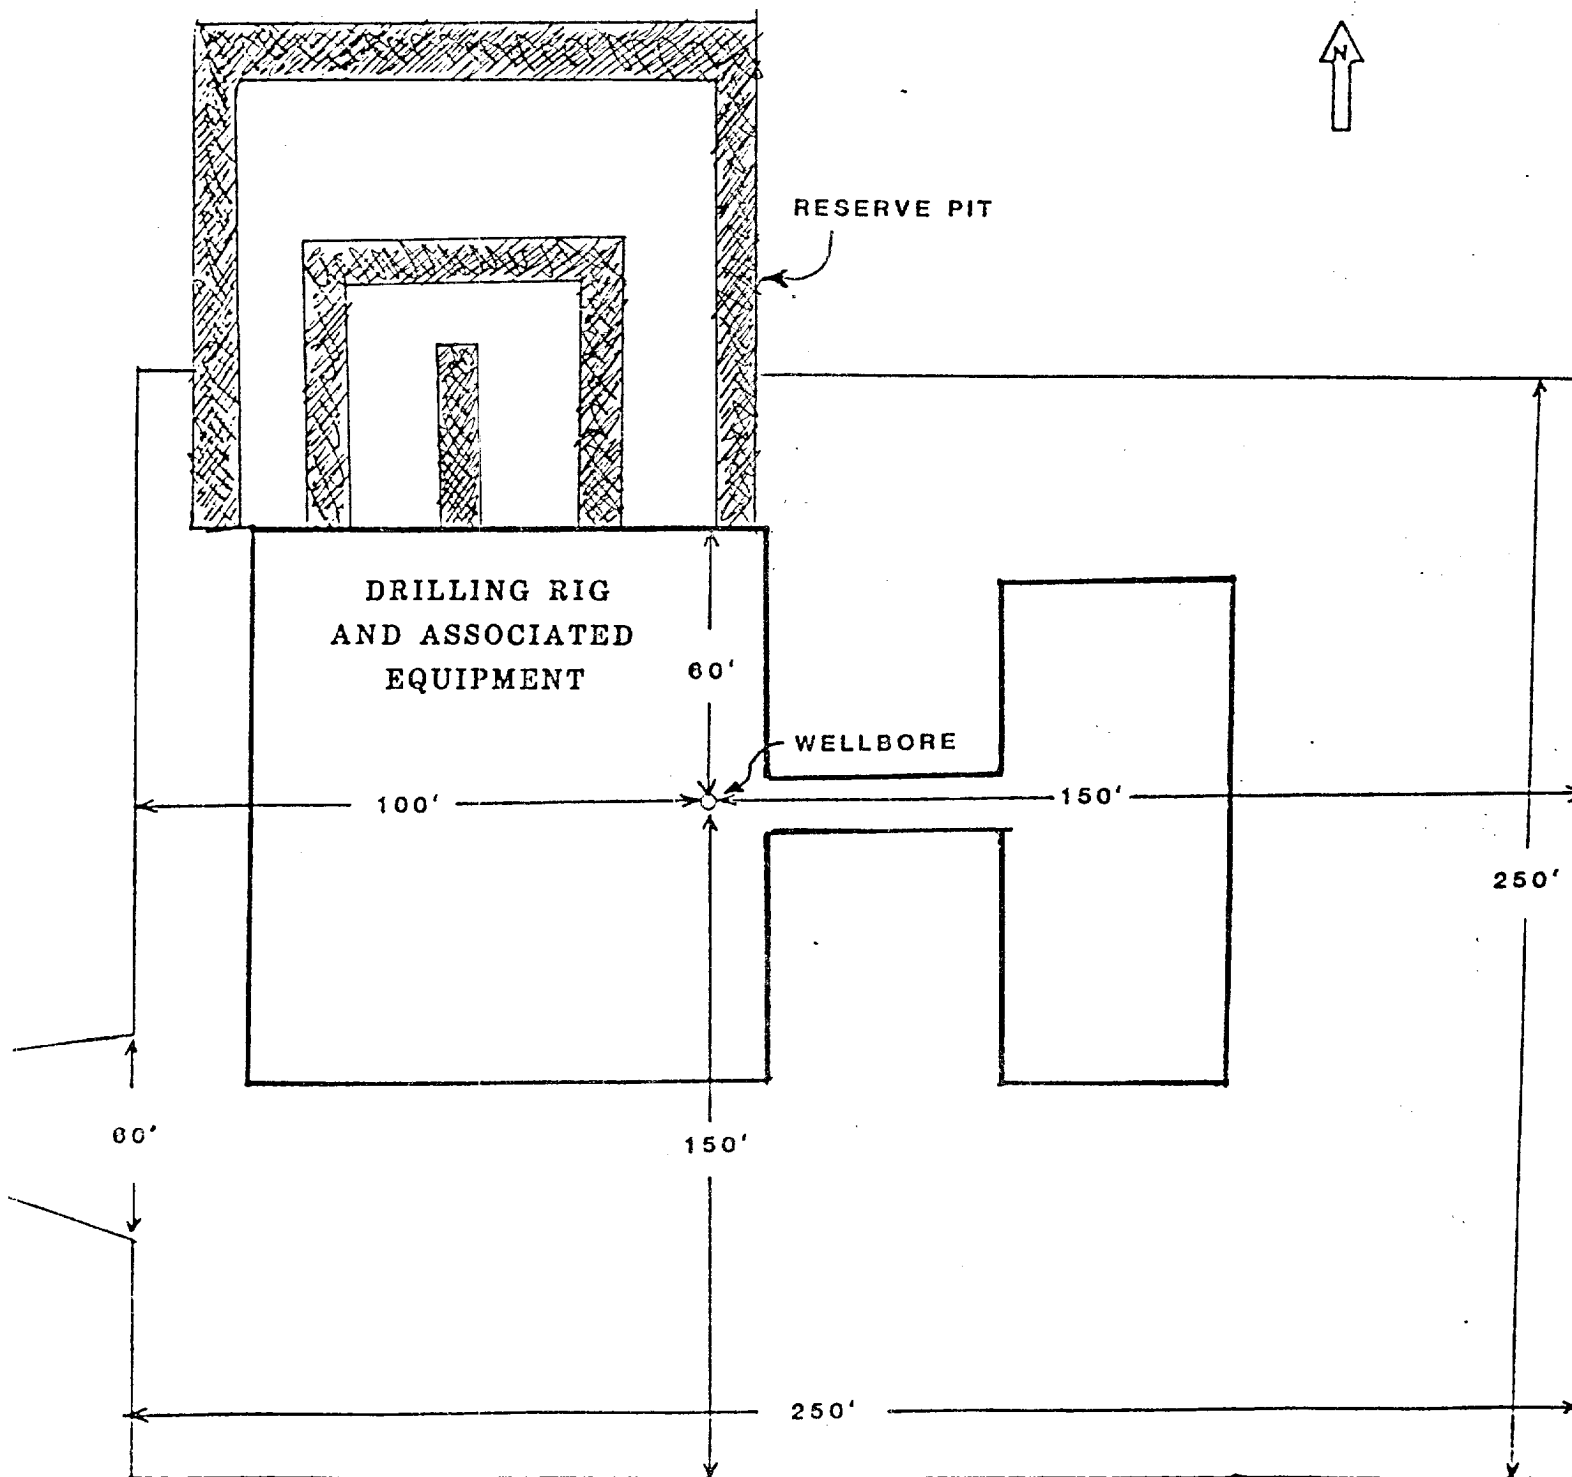 N
RESERVE PIT
DRILLING RIG
AND ASSOCIATED
EQUIPMENT
60'
WELLBORE
100'
150'
250'
60'
150'
250'